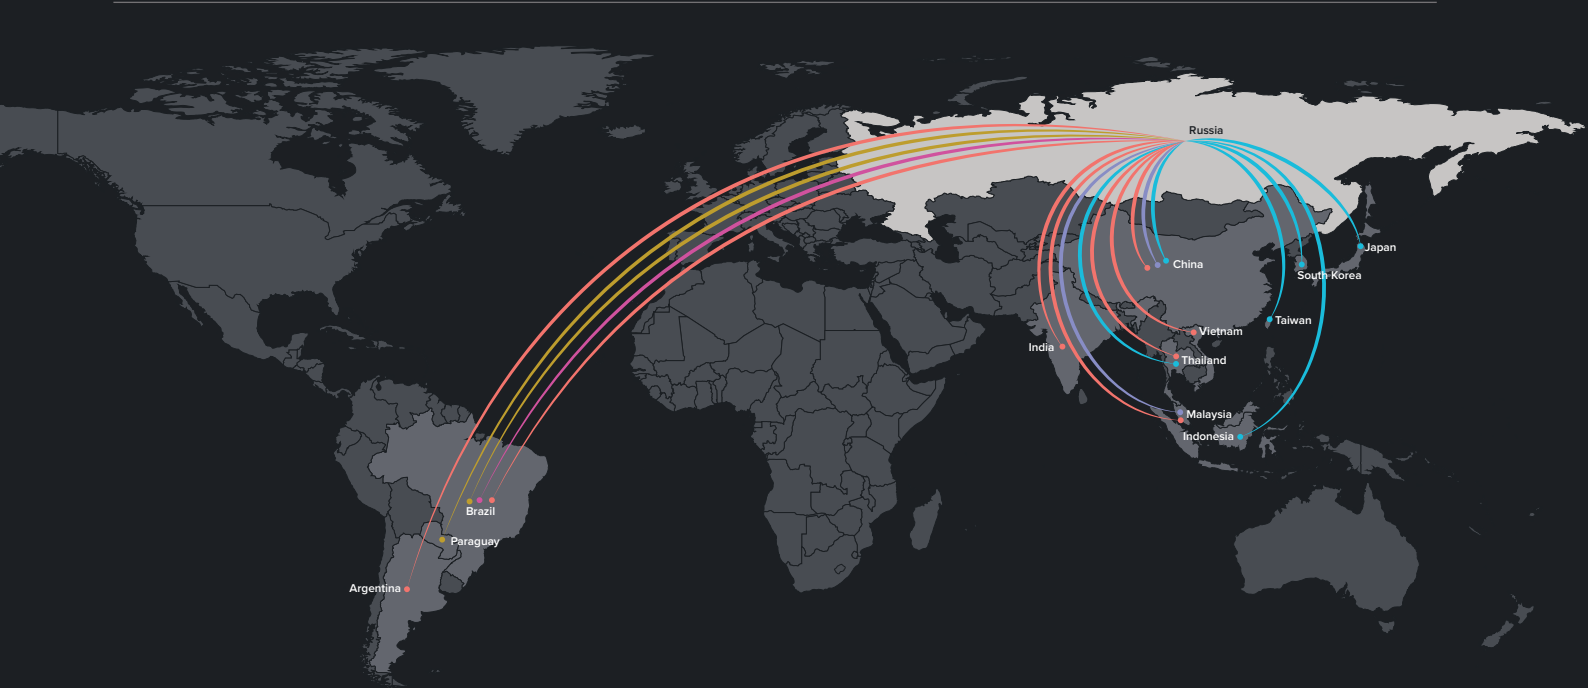 Russia
Japan
China
South Korea
Taiwan
Vietnam
India
Thailand
Malaysia
Indonesia
Brazil
Paraguay
Argentina